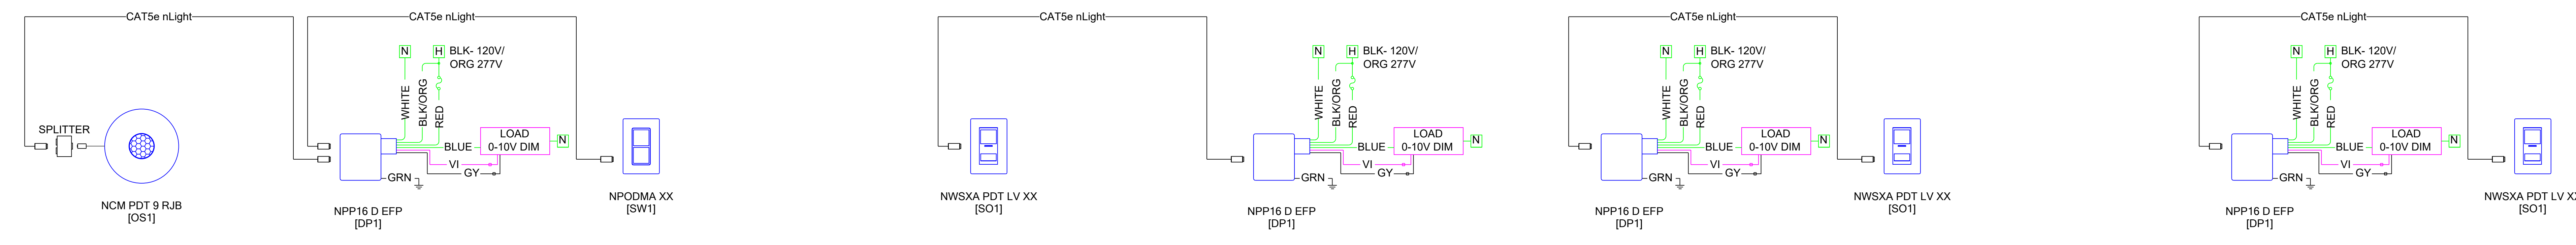 CAT5e nLight
CAT5e nLight
N
H
BLK- 120V/
ORG 277V
WHITE
BLK/ORG
RED
SPLITTER
LOAD
0-10V DIM
N
BLUE
VI
GY
GRN
NCM PDT 9 RJB
[OS1]
NPP16 D EFP
[DP1]
NPODMA XX
[SW1]
CAT5e nLight
N
H
BLK- 120V/
ORG 277V
WHITE
BLK/ORG
RED
LOAD
0-10V DIM
N
BLUE
VI
GY
GRN
NWSXA PDT LV XX
[SO1]
NPP16 D EFP
[DP1]
CAT5e nLight
N
H
BLK- 120V/
ORG 277V
WHITE
BLK/ORG
RED
LOAD
0-10V DIM
N
BLUE
VI
GY
GRN
NPP16 D EFP
[DP1]
NWSXA PDT LV XX
[SO1]
CAT5e nLight
N
H
BLK- 120V/
ORG 277V
WHITE
BLK/ORG
RED
LOAD
0-10V DIM
N
BLUE
VI
GY
GRN
NPP16 D EFP
[DP1]
NWSXA PDT LV
[SO1]